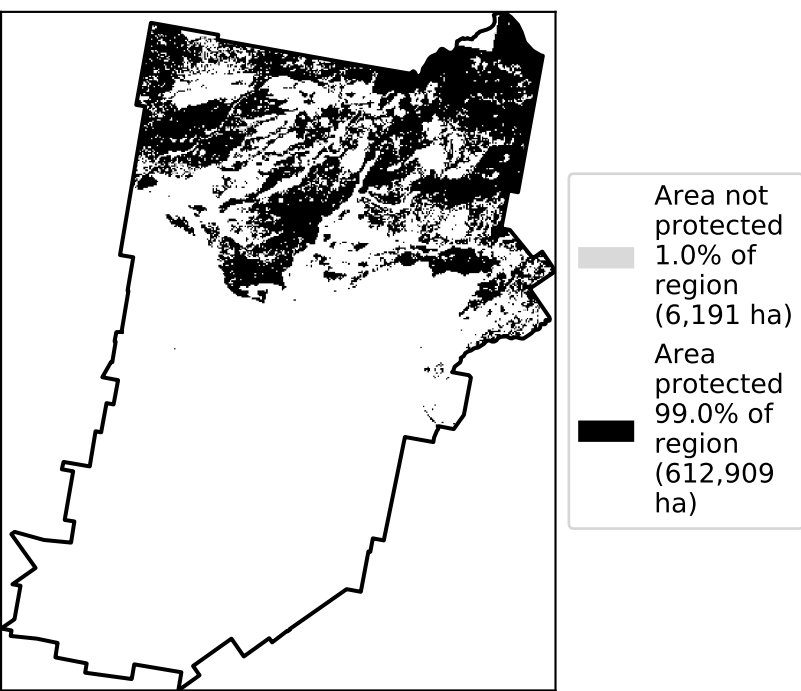 Area not
protected
1.0% of
region
(6,191 ha)
Area
protected
99.0% of
region
(612,909
ha)